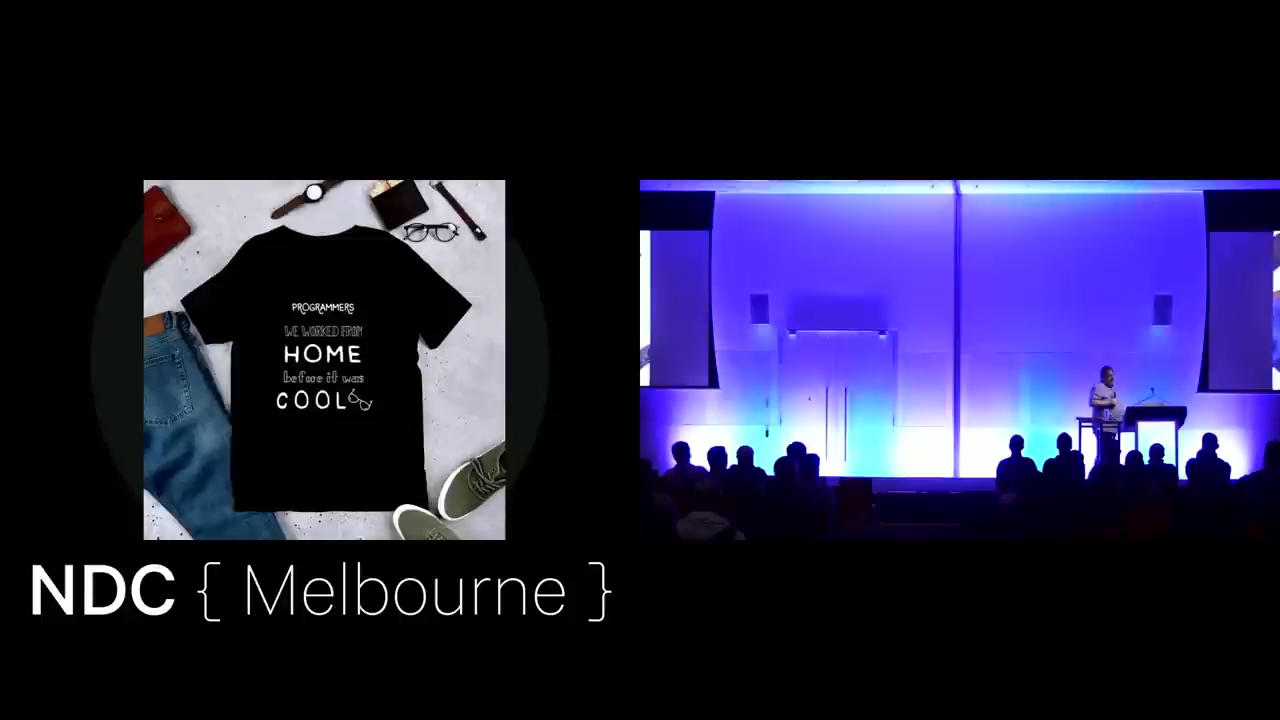 PROGRAMMERS
WE WORKED FROM
HOME
before it was
COOL
NDC { Melbourne }